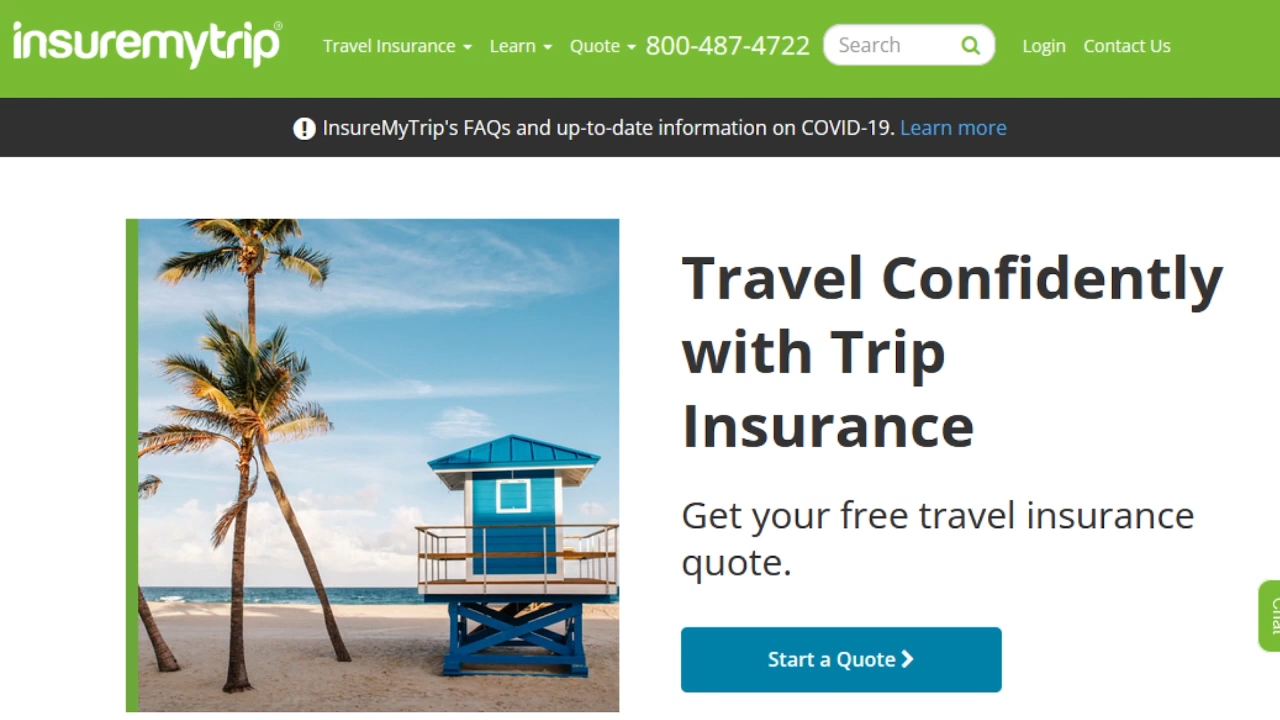 insuremytrip®
Travel Insurance Learn Quote 800-487-4722 Search Login Contact Us
InsureMyTrip's FAQs and up-to-date information on COVID-19. Learn more
Travel Confidently
with Trip
Insurance
Get your free travel insurance
quote.
Chat
Start a Quote